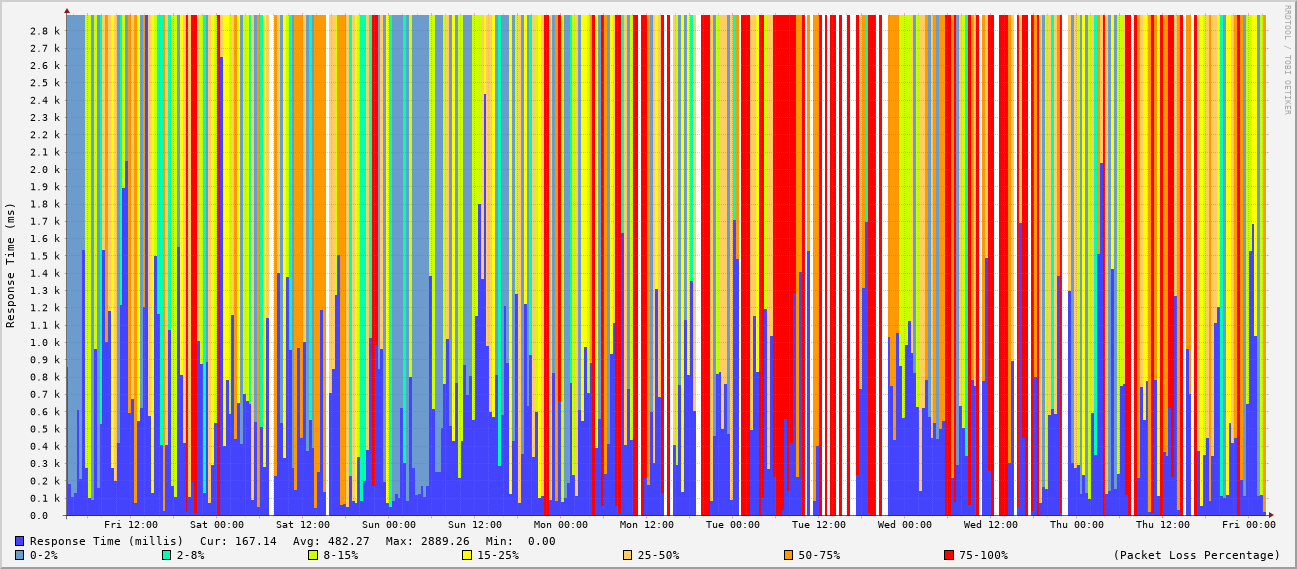 RRDTOOL / TOBI OETIKER
Response Time (ms)
2.8 k
2.7 k
2.6 k
2.5 k
2.4 k
2.3 k
2.2 k
2.1 k
2.0 k
1.9 k
1.8 k
1.7 k
1.6 k
1.5 k
1.4 k
1.3 k
1.2 k
1.1 k
1.0 k
0.9 k
0.8 k
0.7 k
0.6 k
0.5 k
0.4 k
0.3 k
0.2 k
0.1 k
0.0
Fri 12:00 Sat 00:00 Sat 12:00 Sun 00:00 Sun 12:00 Mon 00:00 Mon 12:00 Tue 00:00 Tue 12:00 Wed 00:00 Wed 12:00 Thu 00:00 Thu 12:00 Fri 00:00
Response Time (millis) Cur: 167.14 Avg: 482.27 Max: 2889.26 Min: 0.00
0-2% 2-8% 8-15% 15-25% 25-50% 50-75% 75-100% (Packet Loss Percentage)